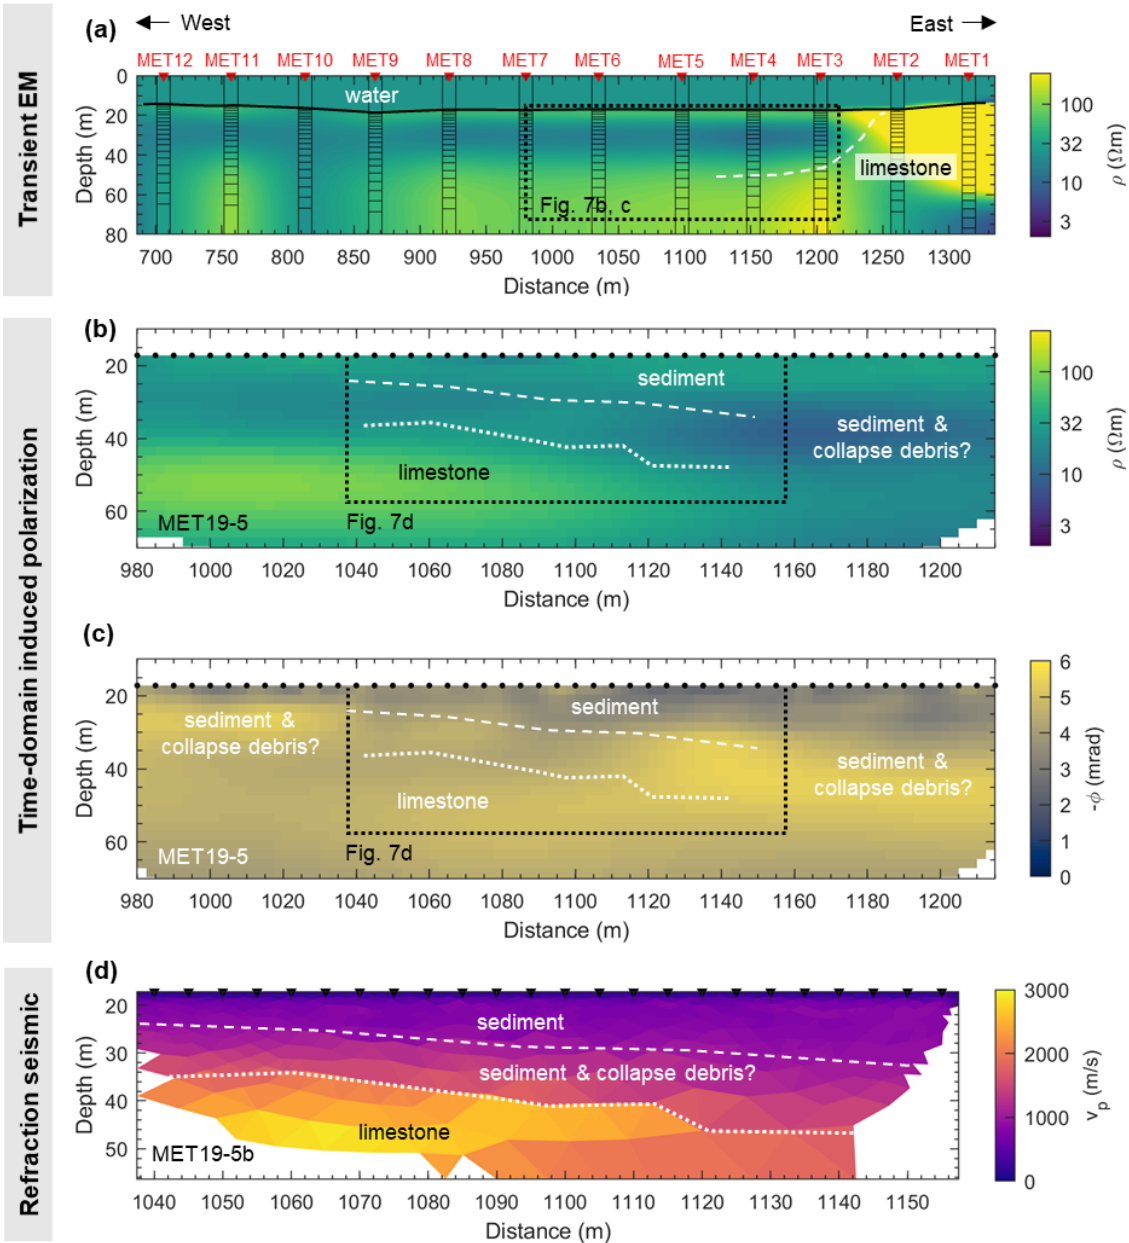 West
East
(a)
MET12 MET11 MET10 MET9 MET8 MET7 MET6 MET5 MET4 MET3 MET2 MET1
Transient EM
Depth (m)
0
20
40
60
80
water
limestone
Fig. 7b, c
700 750 800 850 900 950 1000 1050 1100 1150 1200 1250 1300
Distance (m)
100
32
10
3
ρ (Ωm)
Time-domain induced polarization
(b)
Depth (m)
20
40
60
sediment
sediment &
collapse debris?
limestone
MET19-5
Fig. 7d
980 1000 1020 1040 1060 1080 1100 1120 1140 1160 1180 1200
Distance (m)
100
32
10
3
ρ (Ωm)
(c)
Depth (m)
20
40
60
sediment &
collapse debris?
sediment
sediment &
collapse debris?
limestone
MET19-5
Fig. 7d
980 1000 1020 1040 1060 1080 1100 1120 1140 1160 1180 1200
Distance (m)
6
5
4
3
2
1
0
-ϕ (mrad)
Refraction seismic
(d)
Depth (m)
20
30
40
50
sediment
sediment & collapse debris?
limestone
MET19-5b
1040 1050 1060 1070 1080 1090 1100 1110 1120 1130 1140 1150
Distance (m)
3000
2000
1000
0
vp (m/s)